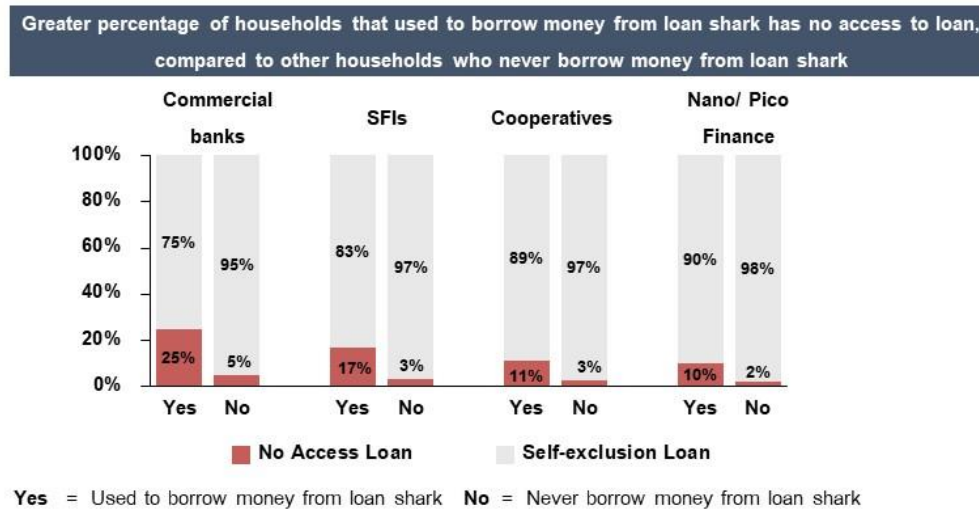 Greater percentage of households that used to borrow money from loan shark has no access to loan,
compared to other households who never borrow money from loan shark
Commercial
banks
SFIs
Cooperatives
Nano/ Pico
Finance
100%
80%
60%
40%
20%
0%
75%
95%
83%
97%
89%
97%
90%
98%
25%
5%
17%
3%
11%
3%
10%
2%
Yes No Yes No Yes No Yes No
No Access Loan Self-exclusion Loan
Yes = Used to borrow money from loan shark No = Never borrow money from loan shark